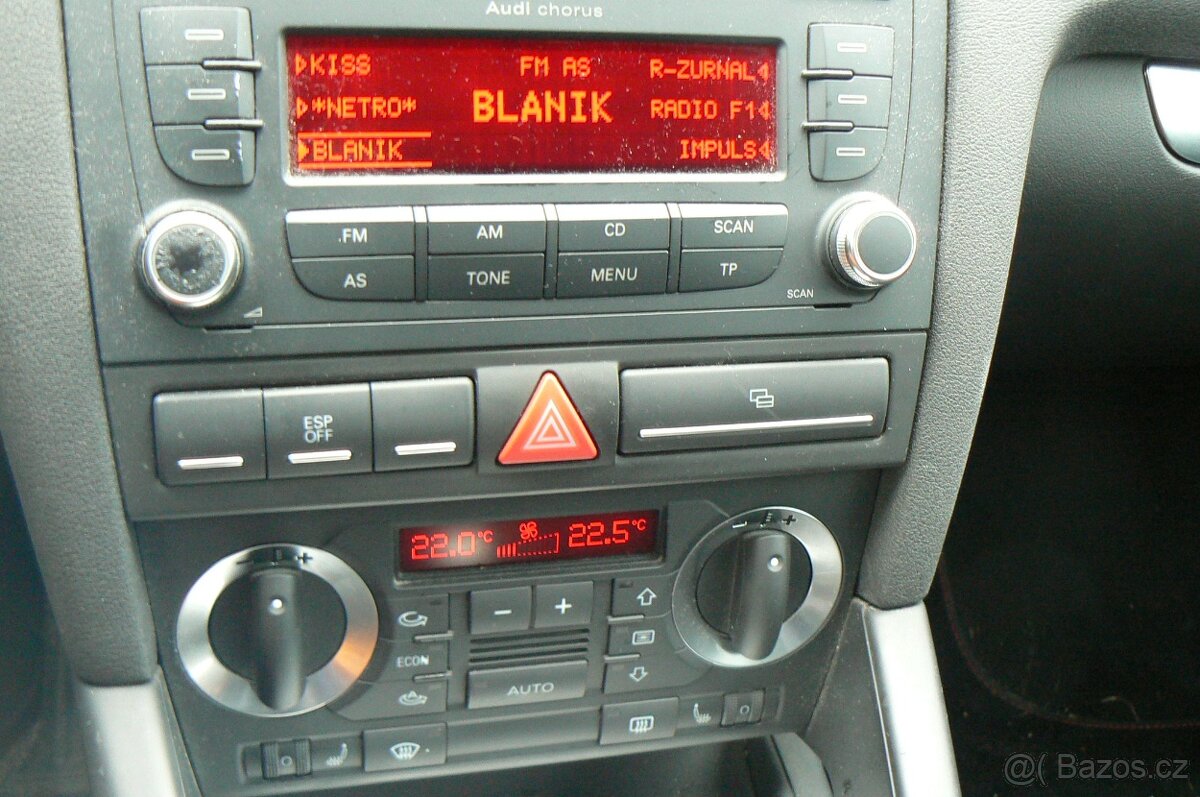 Audi chorus
KISS FM AS R-ZURNAL
*NETRO* BLANIK RADIO F1
BLANIK IMPULS
FM AM CD SCAN
AS TONE MENU TP
SCAN
ESP
OFF
22.0°C 22.5°C
- +
- +
- +
ECON
AUTO
@( Bazos.cz